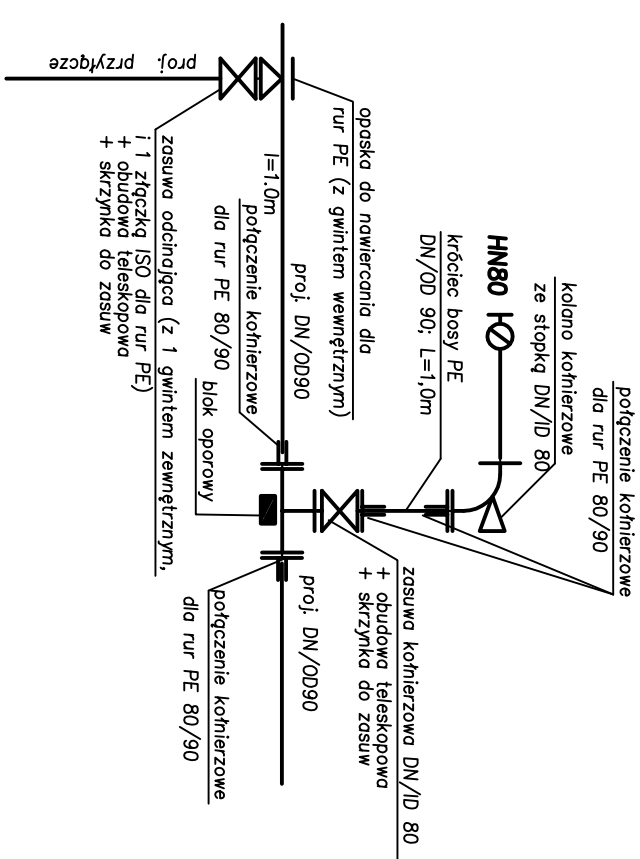 połączenie kołnierzowe
dla rur PE 80/90
kolano kołnierzowe
ze stopką DN/ID 80
HN80
króciec bosy PE
DN/OD 90; L=1,0m
zasuwa kołnierzowa DN/ID 80
+ obudowa teleskopowa
+ skrzynka do zasuw
opaska do nawiercania dla
rur PE (z gwintem wewnętrznym)
proj. DN/OD90
proj. DN/OD90
l=1.0m
połączenie kołnierzowe
dla rur PE 80/90
blok oporowy
połączenie kołnierzowe
dla rur PE 80/90
zasuwa odcinająca (z 1 gwintem zewnętrznym,
i 1 złączką ISO dla rur PE)
+ obudowa teleskopowa
+ skrzynka do zasuw
proj. przyłącze